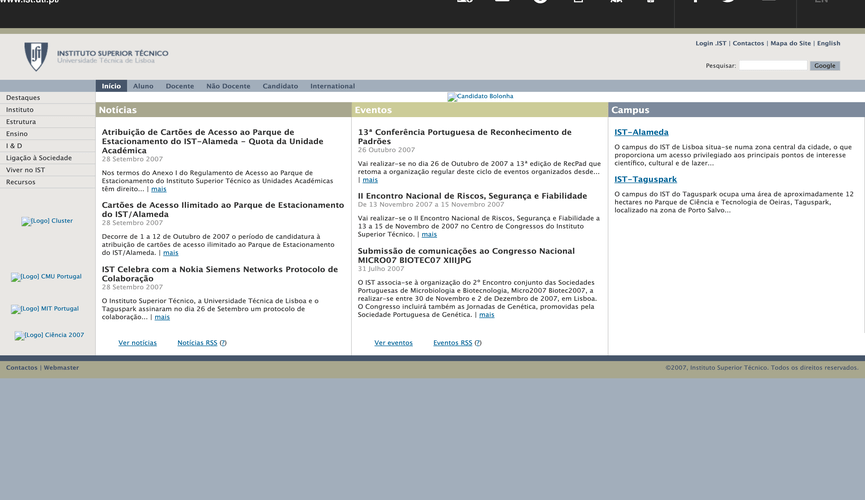 www.ist.utl.pt
EN
INSTITUTO SUPERIOR TÉCNICO
Universidade Técnica de Lisboa
Login .IST | Contactos | Mapa do Site | English
Pesquisar:
Google
Início Aluno Docente Não Docente Candidato International
Destaques
Instituto
Estrutura
Ensino
I & D
Ligação à Sociedade
Viver no IST
Recursos
[Logo] Cluster
[Logo] CMU Portugal
[Logo] MIT Portugal
[Logo] Ciência 2007
Candidato Bolonha
Notícias
Atribuição de Cartões de Acesso ao Parque de
Estacionamento do IST-Alameda - Quota da Unidade
Académica
28 Setembro 2007
Nos termos do Anexo I do Regulamento de Acesso ao Parque de
Estacionamento do Instituto Superior Técnico as Unidades Académicas
têm direito... | mais
Cartões de Acesso Ilimitado ao Parque de Estacionamento
do IST/Alameda
28 Setembro 2007
Decorre de 1 a 12 de Outubro de 2007 o período de candidatura à
atribuição de cartões de acesso ilimitado ao Parque de Estacionamento
do IST/Alameda. | mais
IST Celebra com a Nokia Siemens Networks Protocolo de
Colaboração
28 Setembro 2007
O Instituto Superior Técnico, a Universidade Técnica de Lisboa e o
Taguspark assinaram no dia 26 de Setembro um protocolo de
colaboração... | mais
Ver notícias Notícias RSS (?)
Eventos
13ª Conferência Portuguesa de Reconhecimento de
Padrões
26 Outubro 2007
Vai realizar-se no dia 26 de Outubro de 2007 a 13ª edição de RecPad que
retoma a organização regular deste ciclo de eventos organizados desde...
| mais
II Encontro Nacional de Riscos, Segurança e Fiabilidade
De 13 Novembro 2007 a 15 Novembro 2007
Vai realizar-se o II Encontro Nacional de Riscos, Segurança e Fiabilidade a
13 a 15 de Novembro de 2007 no Centro de Congressos do Instituto
Superior Técnico. | mais
Submissão de comunicações ao Congresso Nacional
MICRO07 BIOTEC07 XIIIJPG
31 Julho 2007
O IST associa-se à organização do 2º Encontro conjunto das Sociedades
Portuguesas de Microbiologia e Biotecnologia, Micro2007 Biotec2007, a
realizar-se entre 30 de Novembro e 2 de Dezembro de 2007, em Lisboa.
O Congresso incluirá também as Jornadas de Genética, promovidas pela
Sociedade Portuguesa de Genética. | mais
Ver eventos Eventos RSS (?)
Campus
IST-Alameda
O campus do IST de Lisboa situa-se numa zona central da cidade, o que
proporciona um acesso privilegiado aos principais pontos de interesse
científico, cultural e de lazer...
IST-Taguspark
O campus do IST do Taguspark ocupa uma área de aproximadamente 12
hectares no Parque de Ciência e Tecnologia de Oeiras, Taguspark,
localizado na zona de Porto Salvo...
Contactos | Webmaster
©2007, Instituto Superior Técnico. Todos os direitos reservados.